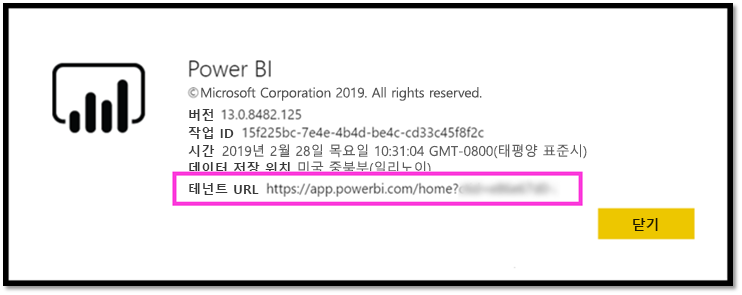 Power BI
©Microsoft Corporation 2019. All rights reserved.
버전 13.0.8482.125
작업 ID 15f225bc-7e4e-4b4d-be4c-cd33c45f8f2c
시간 2019년 2월 28일 목요일 10:31:04 GMT-0800(태평양 표준시)
데이터 저장 위치 미국 중북부(일리노이)
테넌트 URL https://app.powerbi.com/home?
닫기